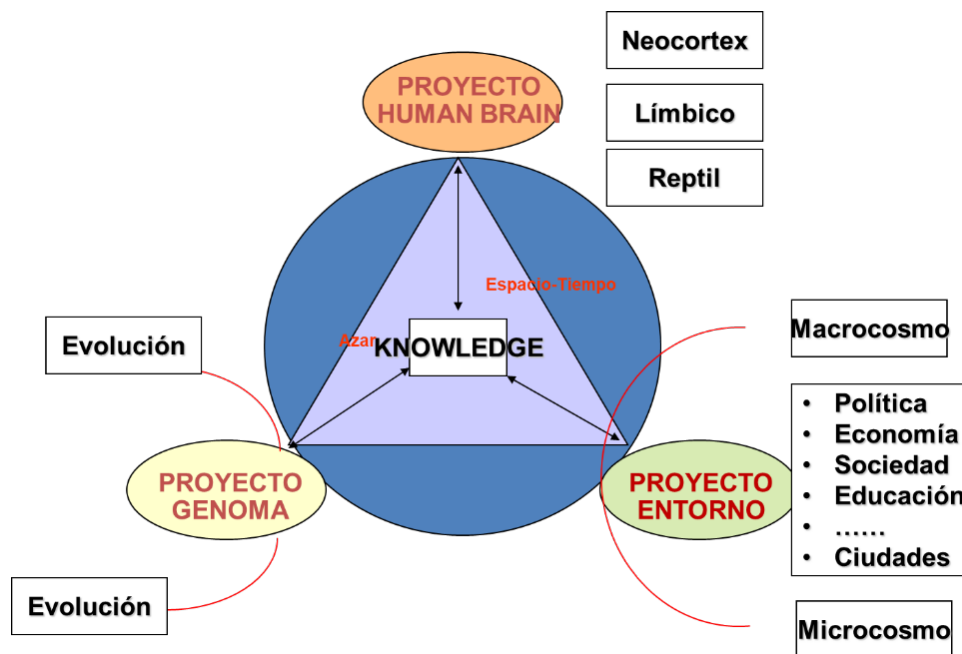 Neocortex
PROYECTO
HUMAN BRAIN
Límbico
Reptil
Espacio-Tiempo
Azar
KNOWLEDGE
Evolución
Macrocosmo
• Política
• Economía
• Sociedad
• Educación
• ......
• Ciudades
PROYECTO
GENOMA
PROYECTO
ENTORNO
Evolución
Microcosmo